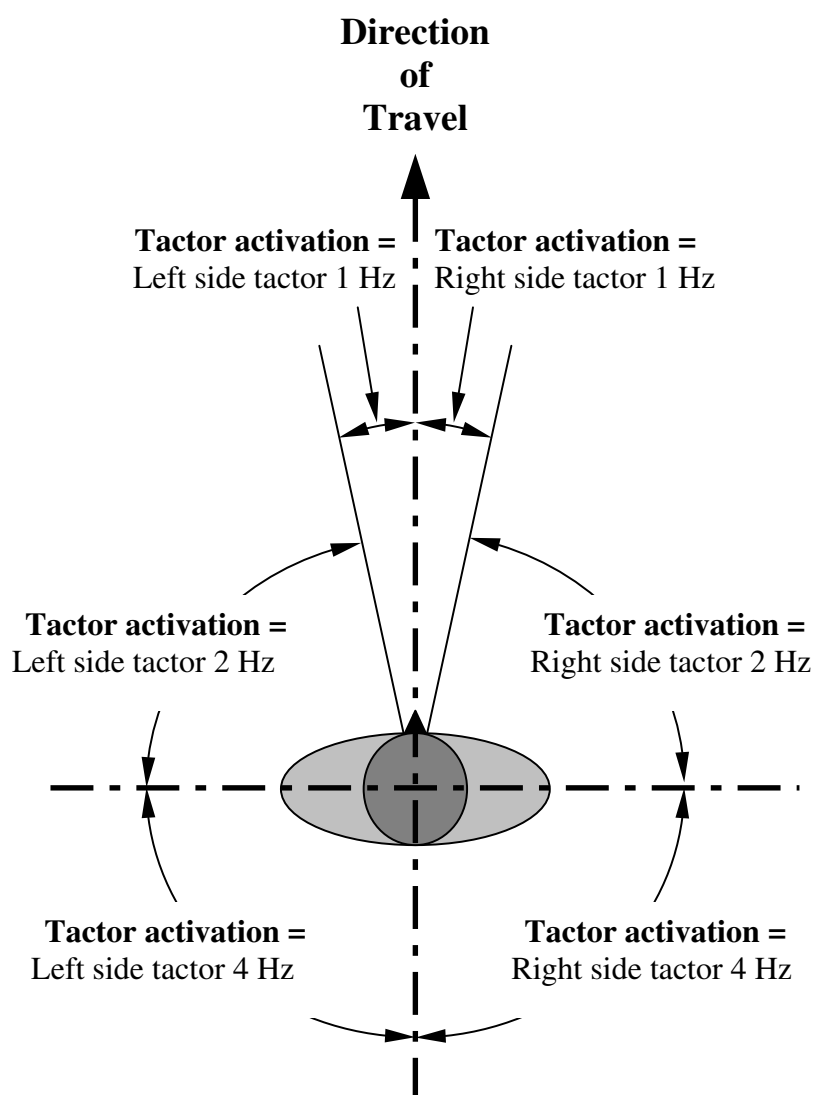 Direction
of
Travel
Tactor activation =
Left side tactor 1 Hz
Tactor activation =
Right side tactor 1 Hz
Tactor activation =
Left side tactor 2 Hz
Tactor activation =
Right side tactor 2 Hz
Tactor activation =
Left side tactor 4 Hz
Tactor activation =
Right side tactor 4 Hz